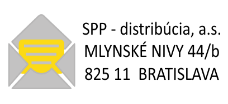 SPP - distribúcia, a.s.
MLYNSKÉ NIVY 44/b
825 11 BRATISLAVA